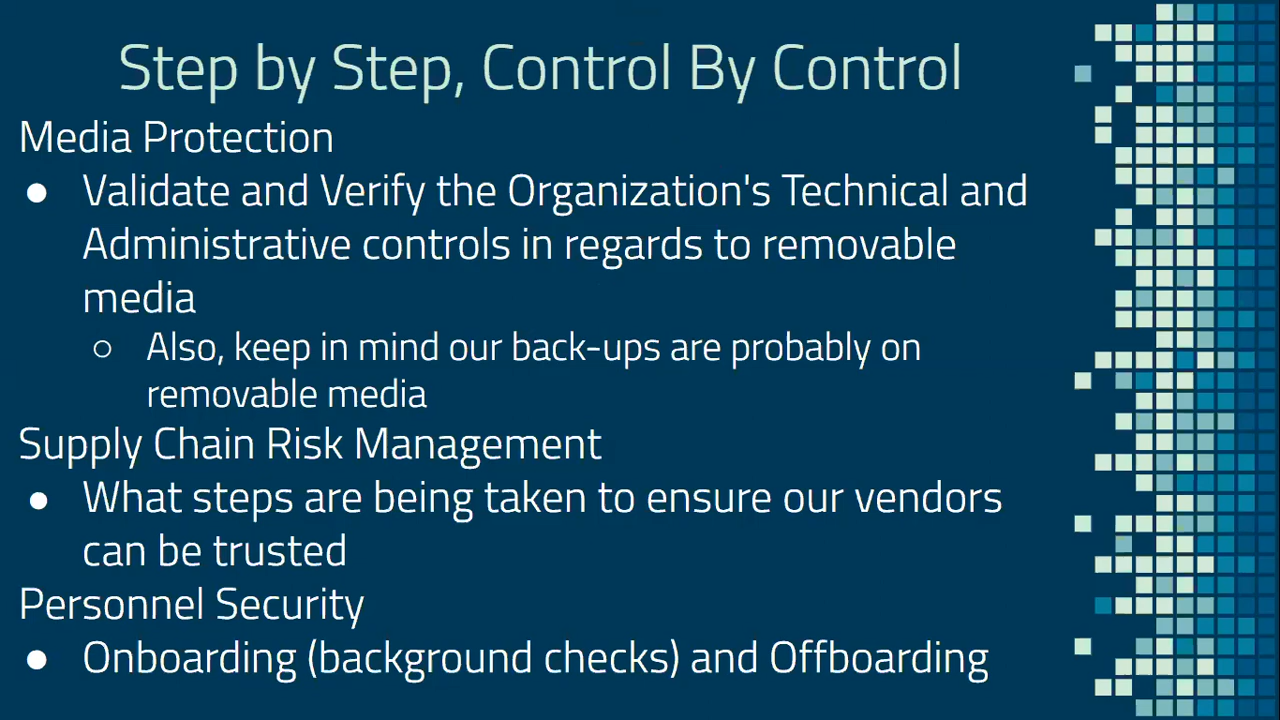 Step by Step, Control By Control
Media Protection
● Validate and Verify the Organization's Technical and
Administrative controls in regards to removable
media
○ Also, keep in mind our back-ups are probably on
removable media
Supply Chain Risk Management
● What steps are being taken to ensure our vendors
can be trusted
Personnel Security
● Onboarding (background checks) and Offboarding